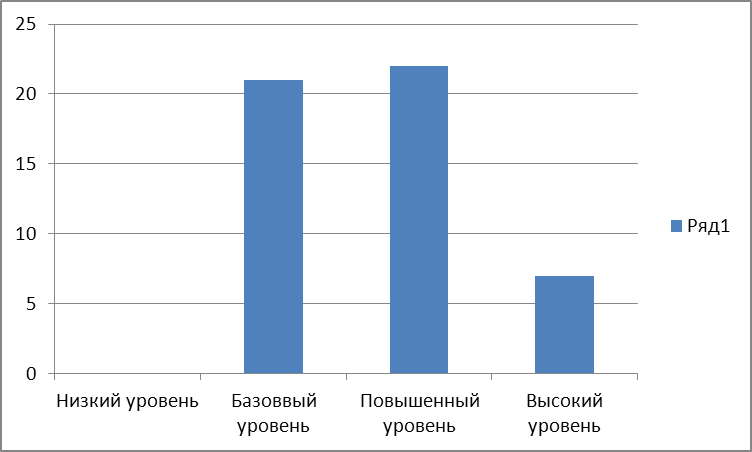 25
20
15
10
5
0
Низкий уровень
Базоввый
уровень
Повышенный
уровень
Высокий
уровень
Ряд1